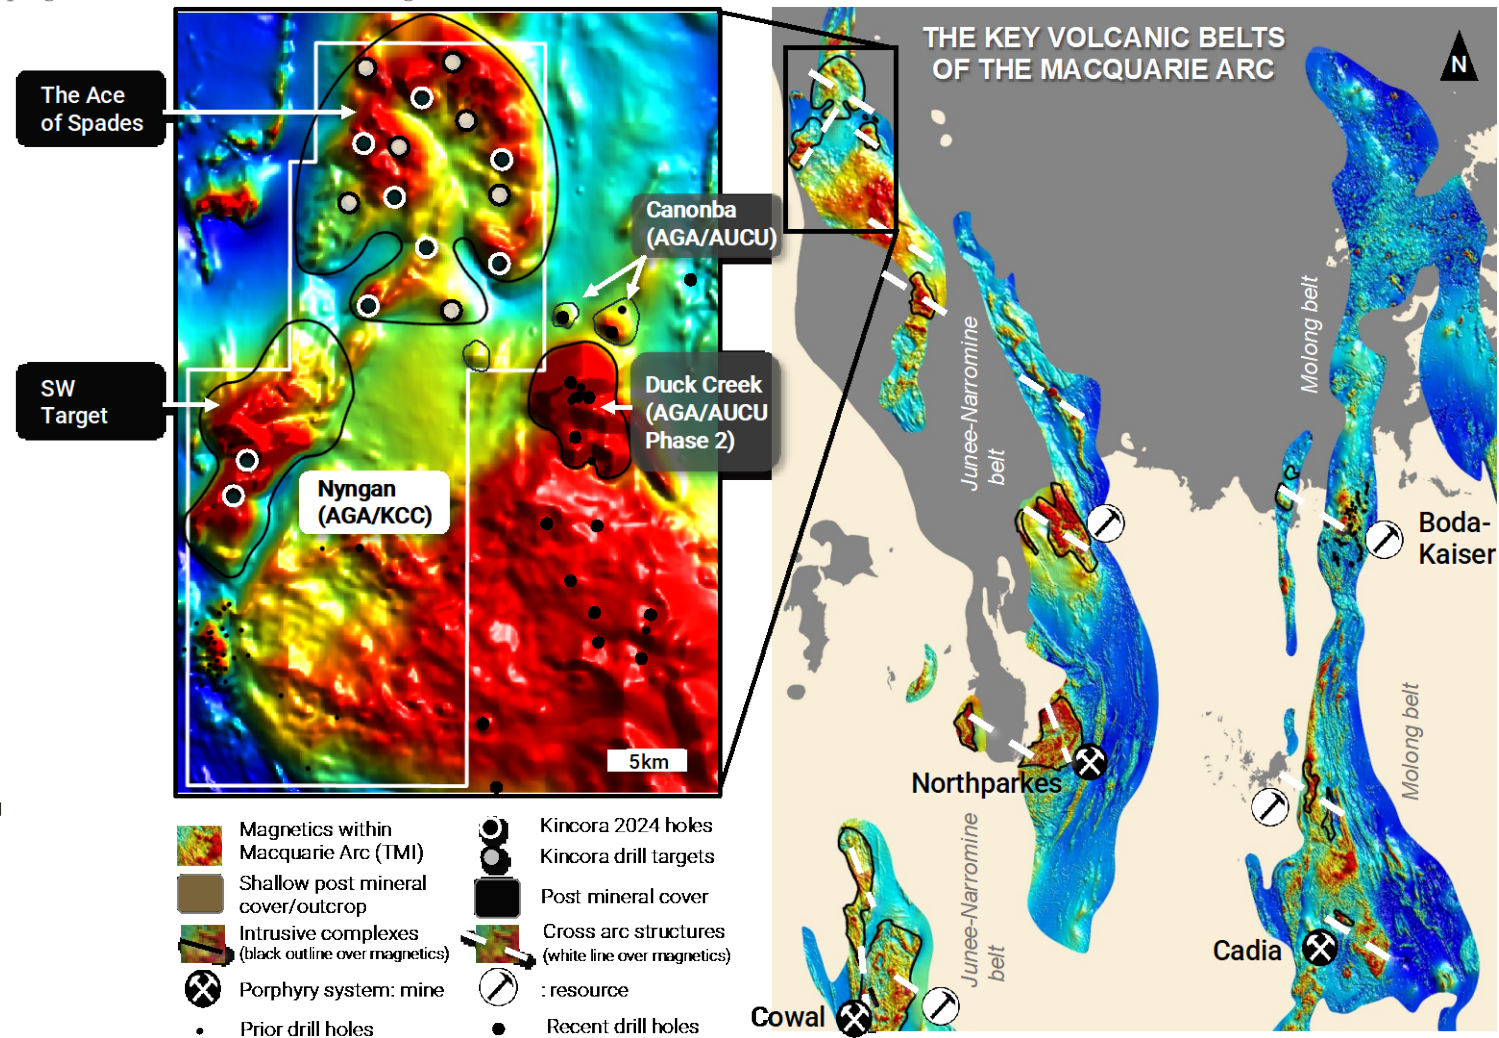 THE KEY VOLCANIC BELTS
OF THE MACQUARIE ARC
N
The Ace
of Spades
Canonba
(AGA/AUCU)
SW
Target
Duck Creek
(AGA/AUCU
Phase 2)
Nyngan
(AGA/KCC)
5km
Junee-Narromine
belt
Molong belt
Boda-
Kaiser
Northparkes
Molong belt
Junee-Narromine
belt
Cadia
Cowal
Magnetics within
Macquarie Arc (TMI)
Shallow post mineral
cover/outcrop
Intrusive complexes
(black outline over magnetics)
Porphyry system: mine
Prior drill holes
Kincora 2024 holes
Kincora drill targets
Post mineral cover
Cross arc structures
(white line over magnetics)
: resource
Recent drill holes